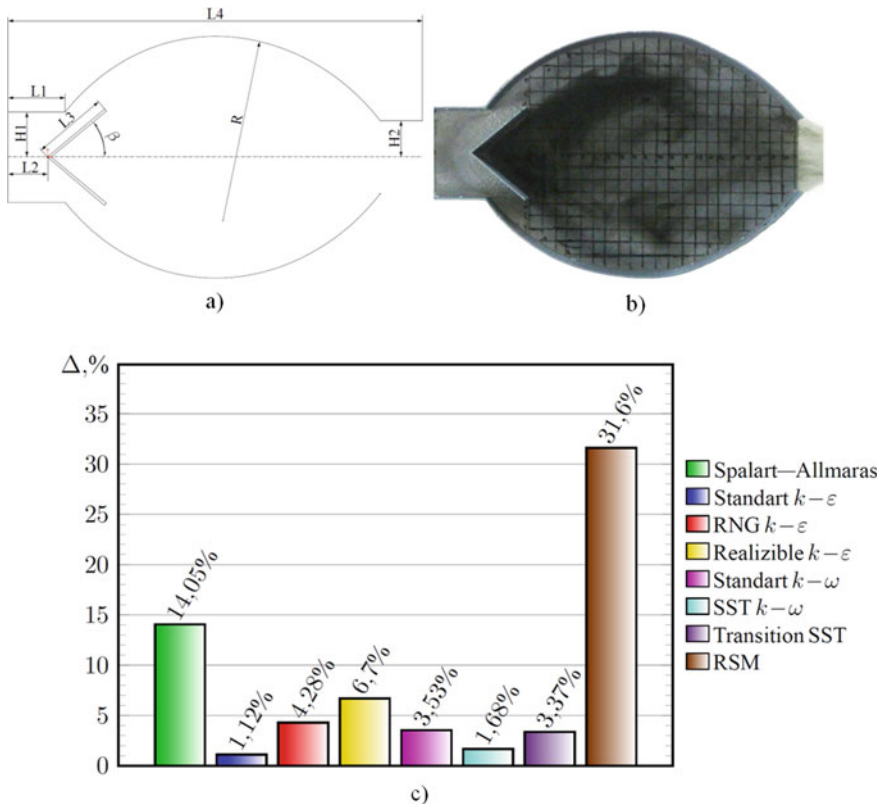 L4
L1
L3
H1
β
R
H2
L2
a)
b)
Δ,%
35
30
25
20
15
10
5
0
14,05%
1,12%
4,28%
6,7%
3,53%
1,68%
3,37%
31,6%
Spalart—Allmaras
Standart k−ε
RNG k−ε
Realizible k−ε
Standart k−ω
SST k−ω
Transition SST
RSM
c)